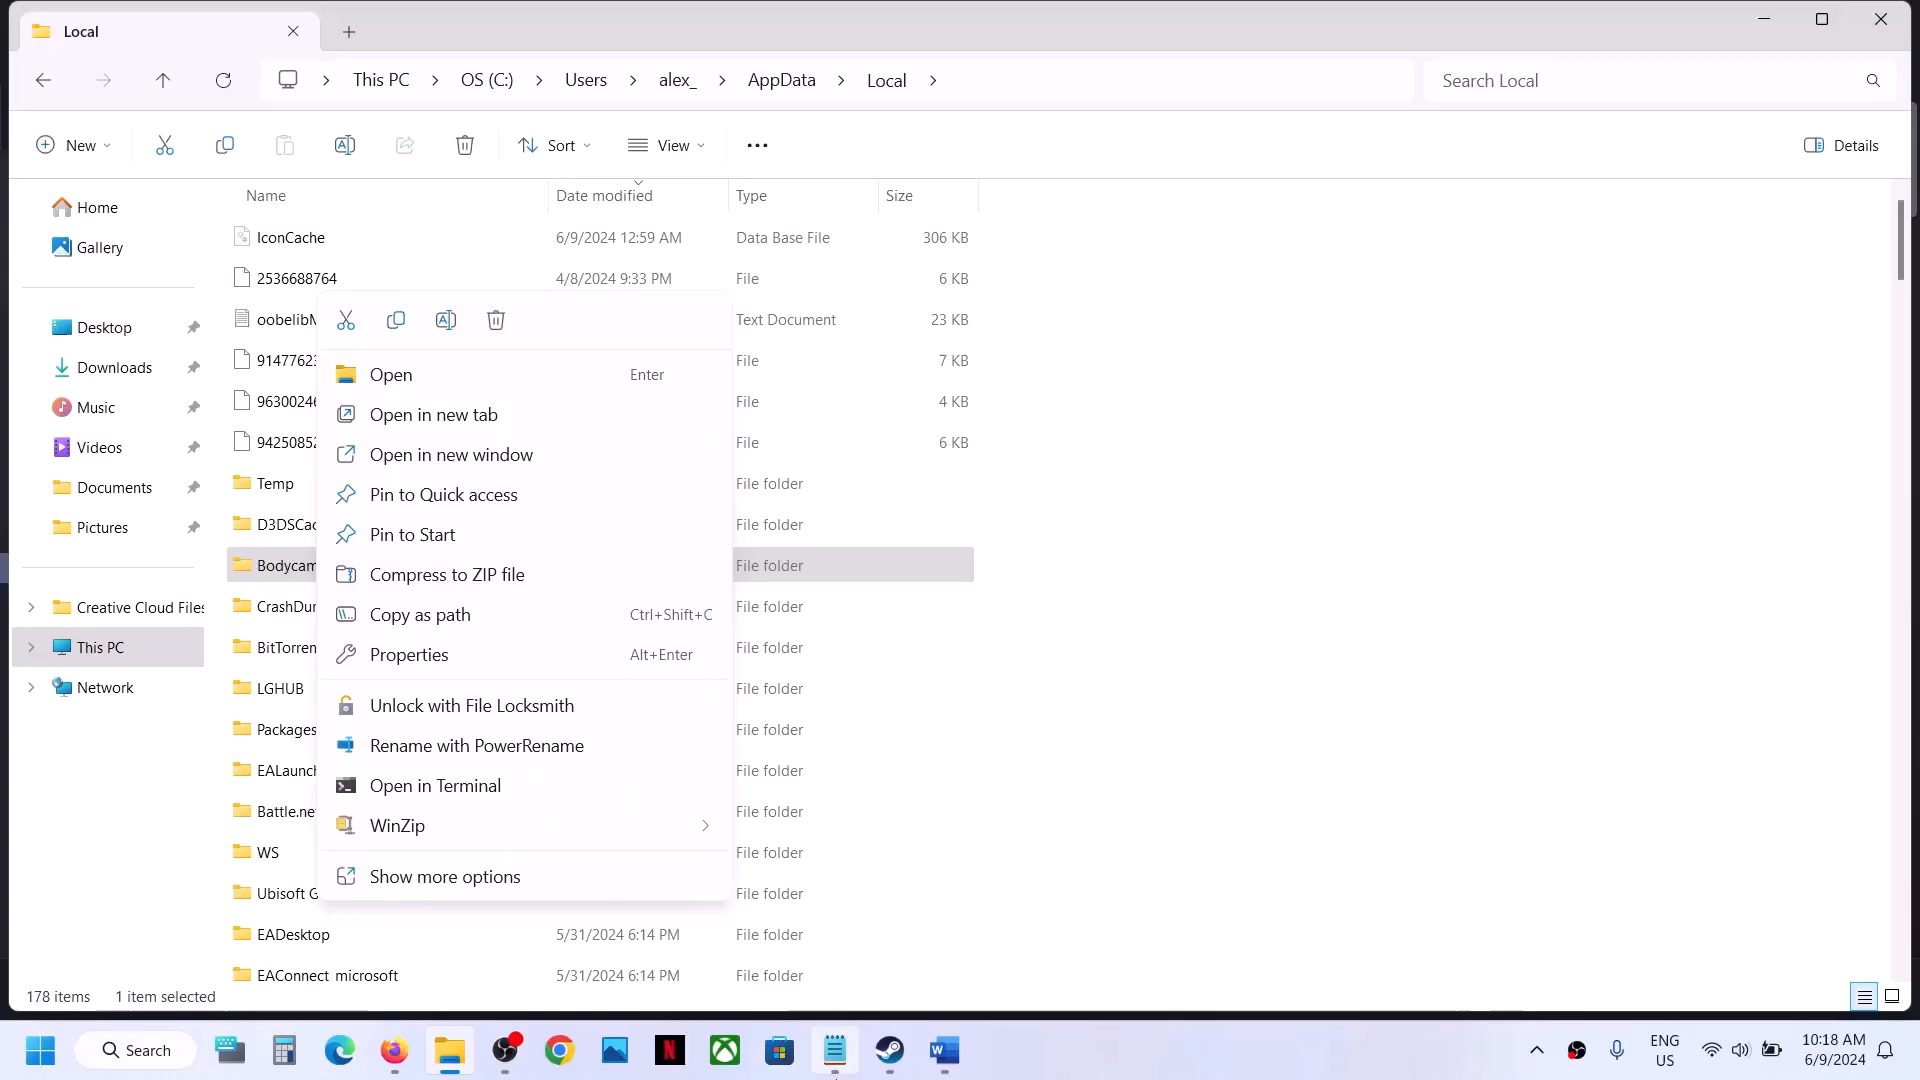 Local
This PC
OS (C:)
Users
alex_
AppData
Local
Search Local
New
Sort
View
Details
Name
Date modified
Type
Size
Home
Gallery
Desktop
Downloads
Music
Videos
Documents
Pictures
Creative Cloud Files
This PC
Network
IconCache 6/9/2024 12:59 AM Data Base File 306 KB
2536688764 4/8/2024 9:33 PM File 6 KB
oobelibM Text Document 23 KB
91477623 File 7 KB
96300246 File 4 KB
94250852 File 6 KB
Temp File folder
D3DSCac File folder
Bodycam File folder
CrashDum File folder
BitTorren File folder
LGHUB File folder
Packages File folder
EALaunch File folder
Battle.net File folder
WS File folder
Ubisoft G File folder
EADesktop 5/31/2024 6:14 PM File folder
EAConnect_microsoft 5/31/2024 6:14 PM File folder
Open Enter
Open in new tab
Open in new window
Pin to Quick access
Pin to Start
Compress to ZIP file
Copy as path Ctrl+Shift+C
Properties Alt+Enter
Unlock with File Locksmith
Rename with PowerRename
Open in Terminal
WinZip
Show more options
178 items
1 item selected
Search
ENG
US
10:18 AM
6/9/2024